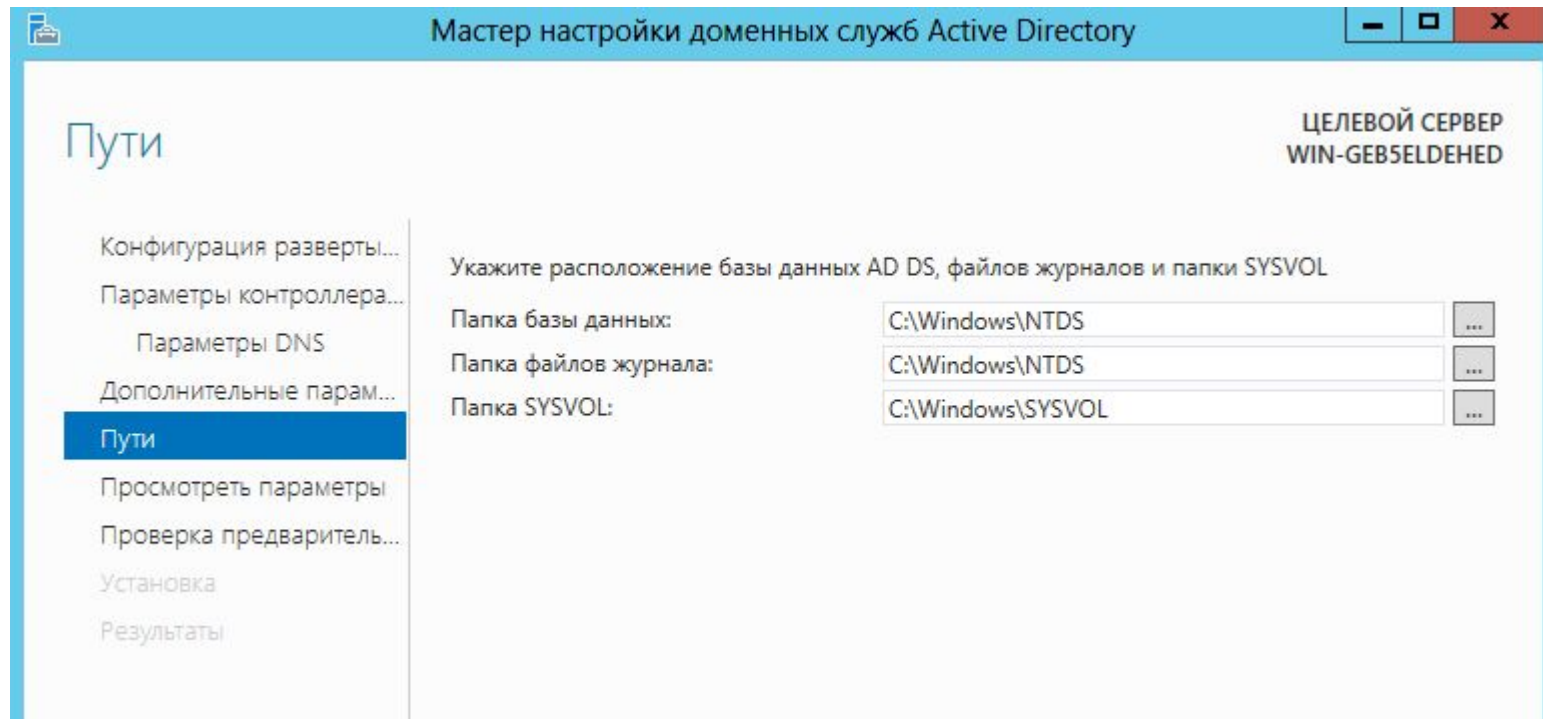 Мастер настройки доменных служб Active Directory
Пути
ЦЕЛЕВОЙ СЕРВЕР
WIN-GEB5ELDEHED
Конфигурация разверты...
Параметры контроллера...
Параметры DNS
Дополнительные парам...
Пути
Просмотреть параметры
Проверка предваритель...
Установка
Результаты
Укажите расположение базы данных AD DS, файлов журналов и папки SYSVOL
Папка базы данных: C:\Windows\NTDS ...
Папка файлов журнала: C:\Windows\NTDS ...
Папка SYSVOL: C:\Windows\SYSVOL ...